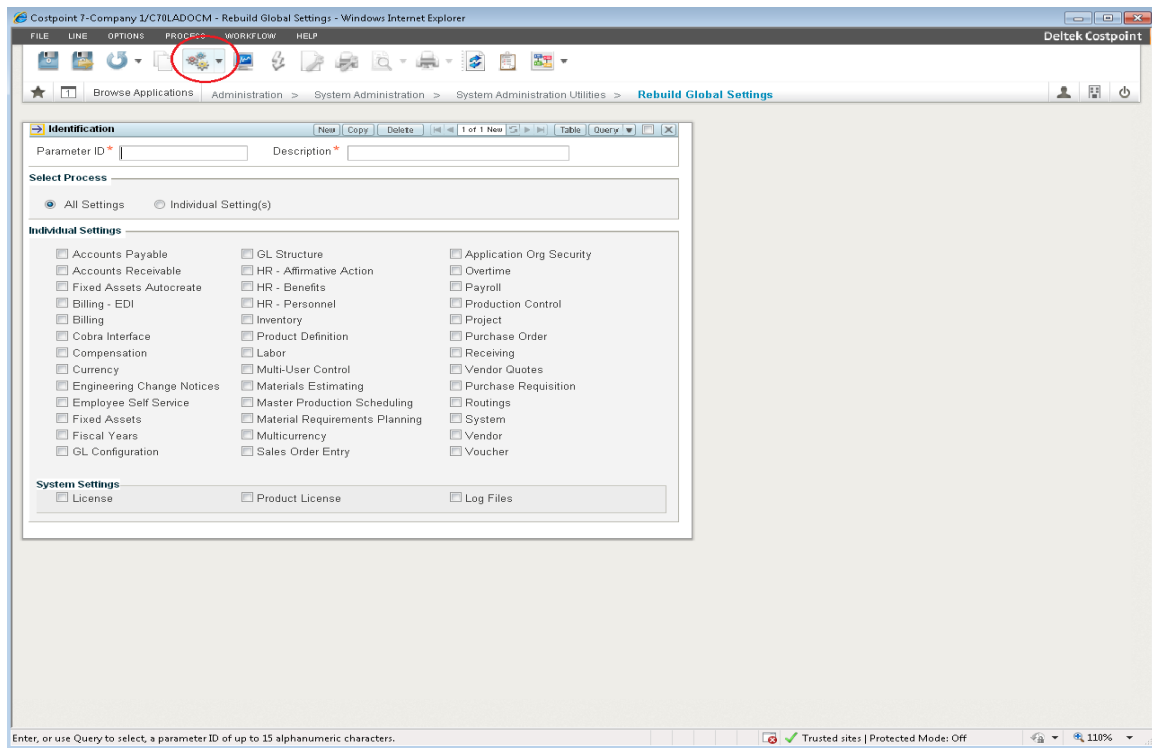 Costpoint 7-Company 1/C70LADOCM - Rebuild Global Settings - Windows Internet Explorer
FILE LINE OPTIONS PROCESS WORKFLOW HELP Deltek Costpoint
1 Browse Applications Administration > System Administration > System Administration Utilities > Rebuild Global Settings
Identification New Copy Delete 1 of 1 New Table Query
Parameter ID * Description *
Select Process
All Settings Individual Setting(s)
Individual Settings
Accounts Payable GL Structure Application Org Security
Accounts Receivable HR - Affirmative Action Overtime
Fixed Assets Autocreate HR - Benefits Payroll
Billing - EDI HR - Personnel Production Control
Billing Inventory Project
Cobra Interface Product Definition Purchase Order
Compensation Labor Receiving
Currency Multi-User Control Vendor Quotes
Engineering Change Notices Materials Estimating Purchase Requisition
Employee Self Service Master Production Scheduling Routings
Fixed Assets Material Requirements Planning System
Fiscal Years Multicurrency Vendor
GL Configuration Sales Order Entry Voucher
System Settings
License Product License Log Files
Enter, or use Query to select, a parameter ID of up to 15 alphanumeric characters. Trusted sites | Protected Mode: Off 110%